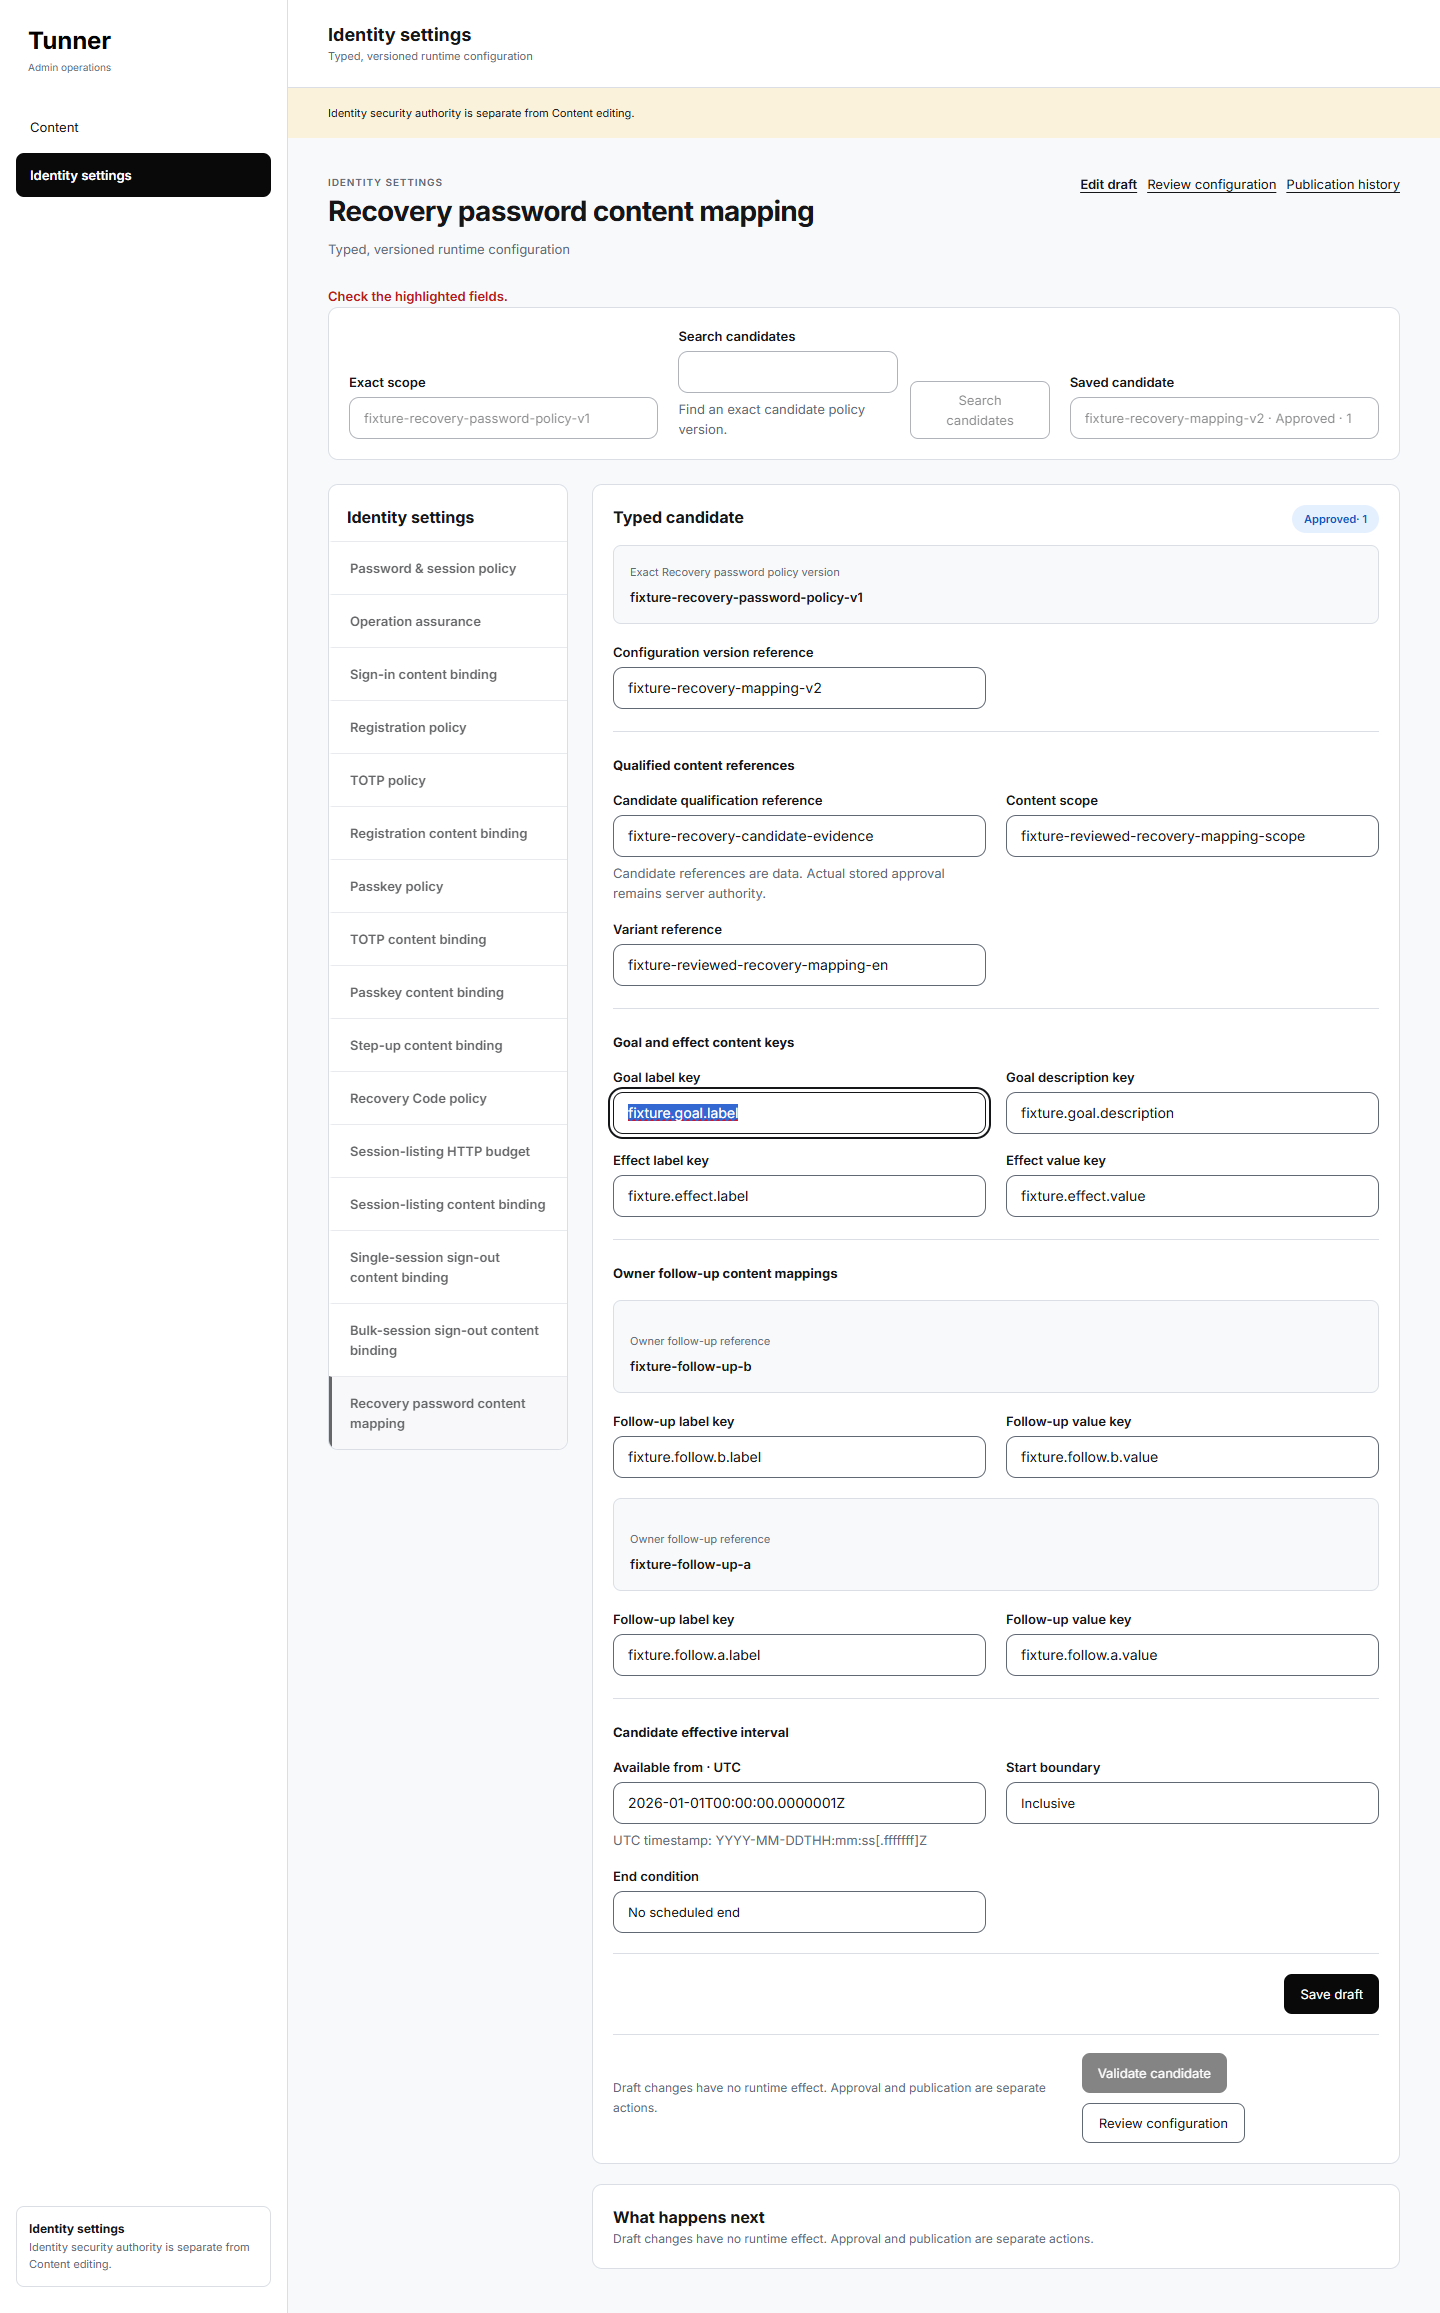 Tunner
Admin operations
Content
Identity settings
Identity settings
Typed, versioned runtime configuration
Identity security authority is separate from Content editing.
IDENTITY SETTINGS
Recovery password content mapping
Typed, versioned runtime configuration
Edit draft
Review configuration
Publication history
Check the highlighted fields.
Exact scope
fixture-recovery-password-policy-v1
Search candidates
Find an exact candidate policy
version.
Search
candidates
Saved candidate
fixture-recovery-mapping-v2 · Approved · 1
Identity settings
Password & session policy
Operation assurance
Sign-in content binding
Registration policy
TOTP policy
Registration content binding
Passkey policy
TOTP content binding
Passkey content binding
Step-up content binding
Recovery Code policy
Session-listing HTTP budget
Session-listing content binding
Single-session sign-out
content binding
Bulk-session sign-out content
binding
Recovery password content
mapping
Typed candidate
Approved· 1
Exact Recovery password policy version
fixture-recovery-password-policy-v1
Configuration version reference
fixture-recovery-mapping-v2
Qualified content references
Candidate qualification reference
fixture-recovery-candidate-evidence
Candidate references are data. Actual stored approval
remains server authority.
Content scope
fixture-reviewed-recovery-mapping-scope
Variant reference
fixture-reviewed-recovery-mapping-en
Goal and effect content keys
Goal label key
fixture.goal.label
Goal description key
fixture.goal.description
Effect label key
fixture.effect.label
Effect value key
fixture.effect.value
Owner follow-up content mappings
Owner follow-up reference
fixture-follow-up-b
Follow-up label key
fixture.follow.b.label
Follow-up value key
fixture.follow.b.value
Owner follow-up reference
fixture-follow-up-a
Follow-up label key
fixture.follow.a.label
Follow-up value key
fixture.follow.a.value
Candidate effective interval
Available from · UTC
2026-01-01T00:00:00.0000001Z
UTC timestamp: YYYY-MM-DDTHH:mm:ss[.fffffff]Z
Start boundary
Inclusive
End condition
No scheduled end
Save draft
Draft changes have no runtime effect. Approval and publication are separate
actions.
Validate candidate
Review configuration
What happens next
Draft changes have no runtime effect. Approval and publication are separate actions.
Identity settings
Identity security authority is separate from
Content editing.